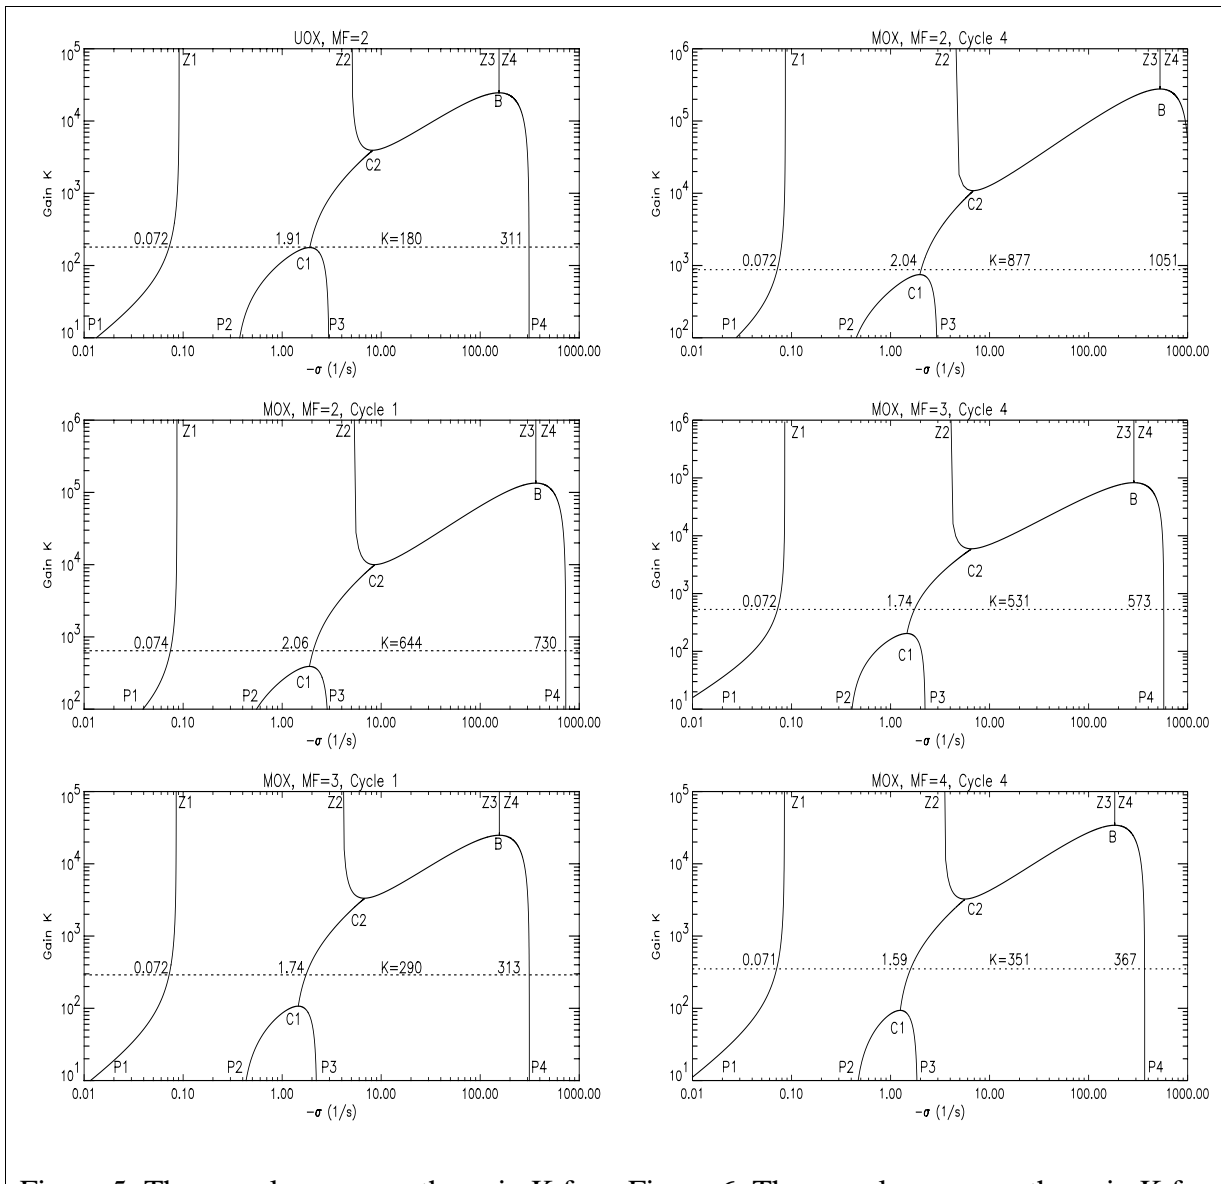 UOX, MF=2
10^5
10^4
10^3
10^2
10^1
Gain K
Z1
Z2
Z3 Z4
B
C2
0.072
1.91
K=180
311
C1
P1
P2
P3
P4
0.01 0.10 1.00 10.00 100.00 1000.00
-σ (1/s)
MOX, MF=2, Cycle 1
10^6
10^5
10^4
10^3
10^2
Gain K
Z1
Z2
Z3 Z4
B
C2
0.074
2.06
K=644
730
C1
P1
P2
P3
P4
0.01 0.10 1.00 10.00 100.00 1000.00
-σ (1/s)
MOX, MF=3, Cycle 1
10^5
10^4
10^3
10^2
10^1
Gain K
Z1
Z2
Z3 Z4
B
C2
0.072
1.74
K=290
313
C1
P1
P2
P3
P4
0.01 0.10 1.00 10.00 100.00 1000.00
-σ (1/s)
MOX, MF=2, Cycle 4
10^6
10^5
10^4
10^3
10^2
Gain K
Z1
Z2
Z3 Z4
B
C2
0.072
2.04
K=877
1051
C1
P1
P2
P3
0.01 0.10 1.00 10.00 100.00 1000.00
-σ (1/s)
MOX, MF=3, Cycle 4
10^6
10^5
10^4
10^3
10^2
10^1
Gain K
Z1
Z2
Z3 Z4
B
C2
0.072
1.74
K=531
573
C1
P1
P2
P3
P4
0.01 0.10 1.00 10.00 100.00 1000.00
-σ (1/s)
MOX, MF=4, Cycle 4
10^5
10^4
10^3
10^2
10^1
Gain K
Z1
Z2
Z3 Z4
B
C2
0.071
1.59
K=351
367
C1
P1
P2
P3
P4
0.01 0.10 1.00 10.00 100.00 1000.00
-σ (1/s)